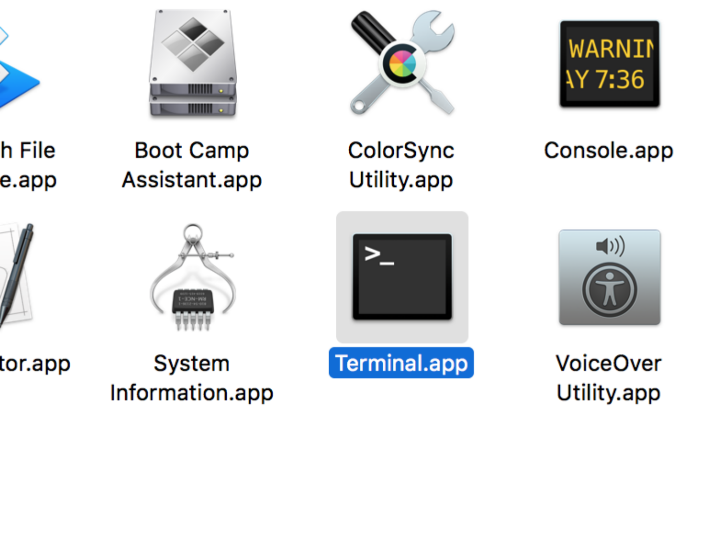 WARNIN
AY 7:36
h File
e.app
Boot Camp
Assistant.app
ColorSync
Utility.app
Console.app
>_
tor.app
System
Information.app
Terminal.app
VoiceOver
Utility.app